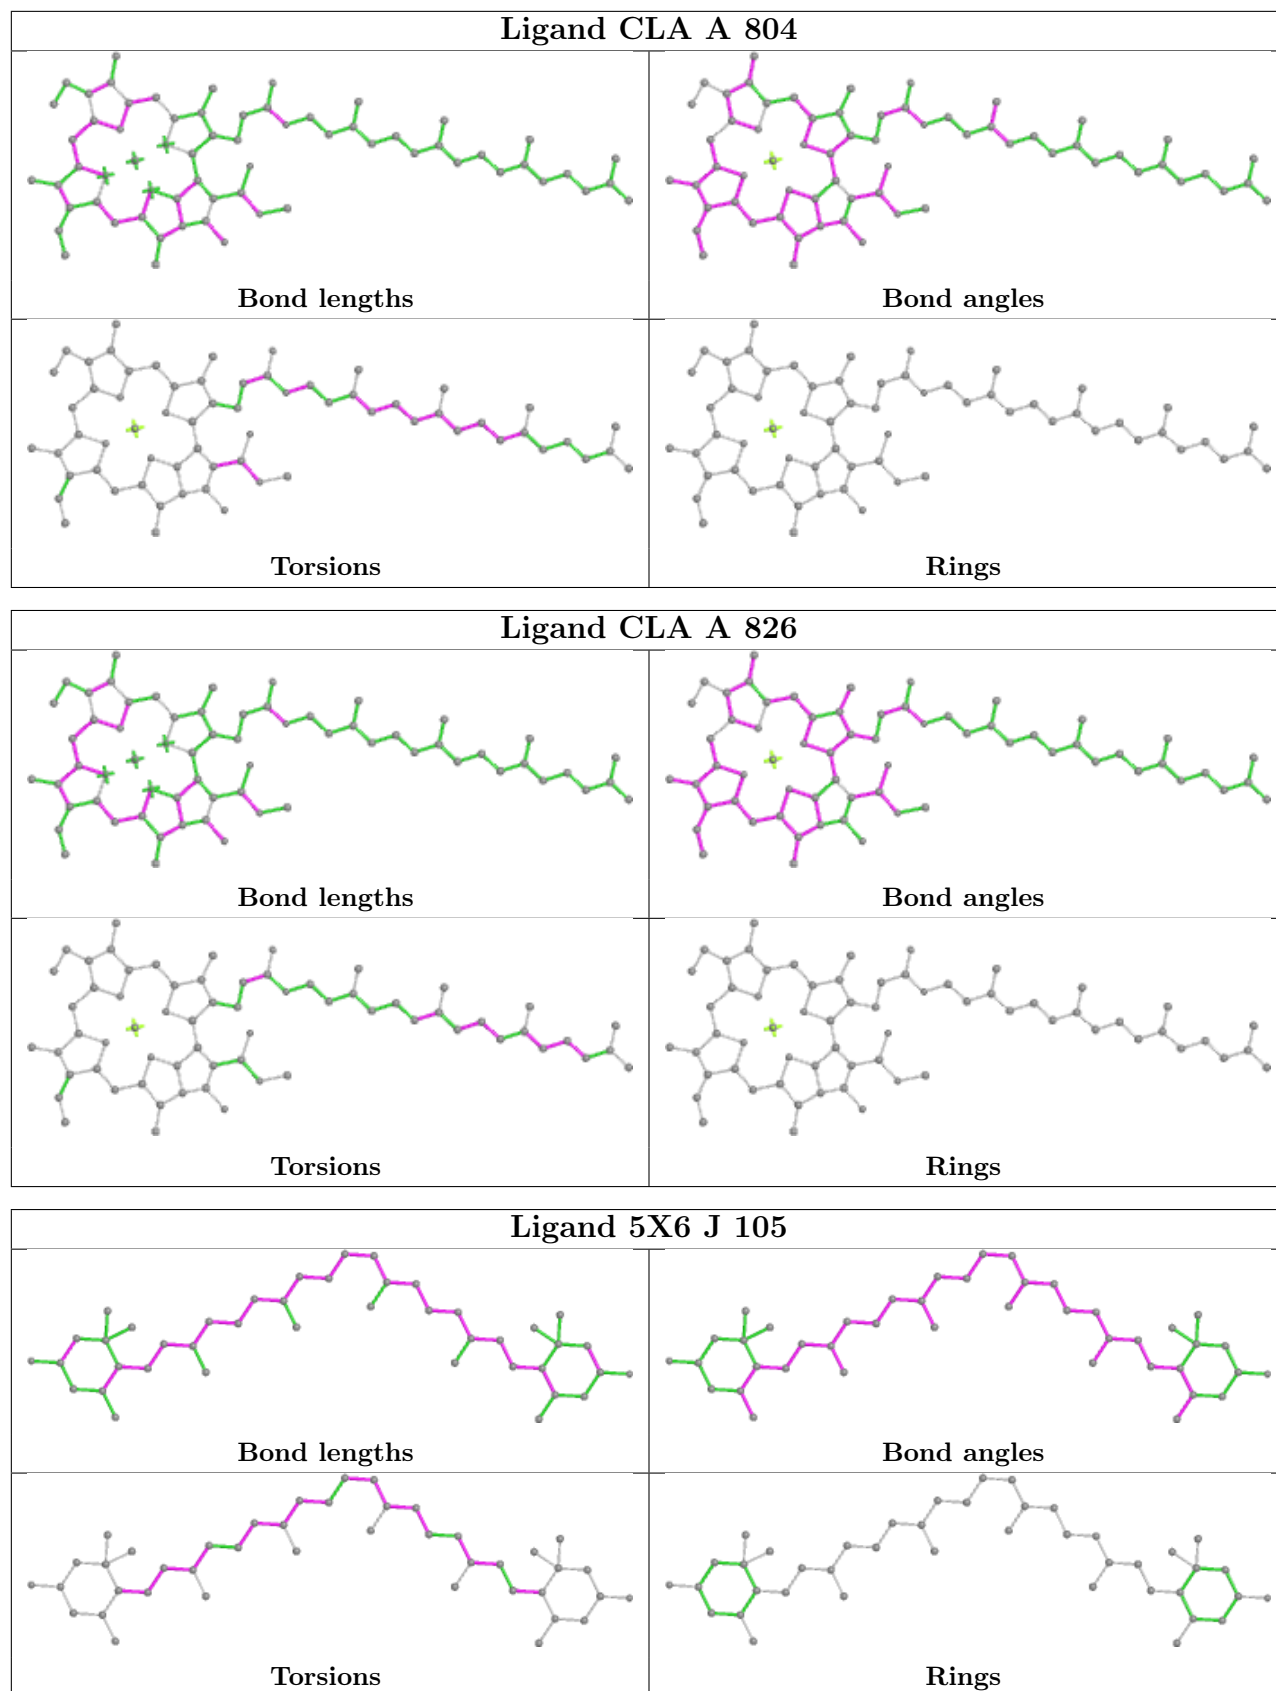 Ligand CLA A 804
Bond lengths
Bond angles
Torsions
Rings
Ligand CLA A 826
Bond lengths
Bond angles
Torsions
Rings
Ligand 5X6 J 105
Bond lengths
Bond angles
Torsions
Rings